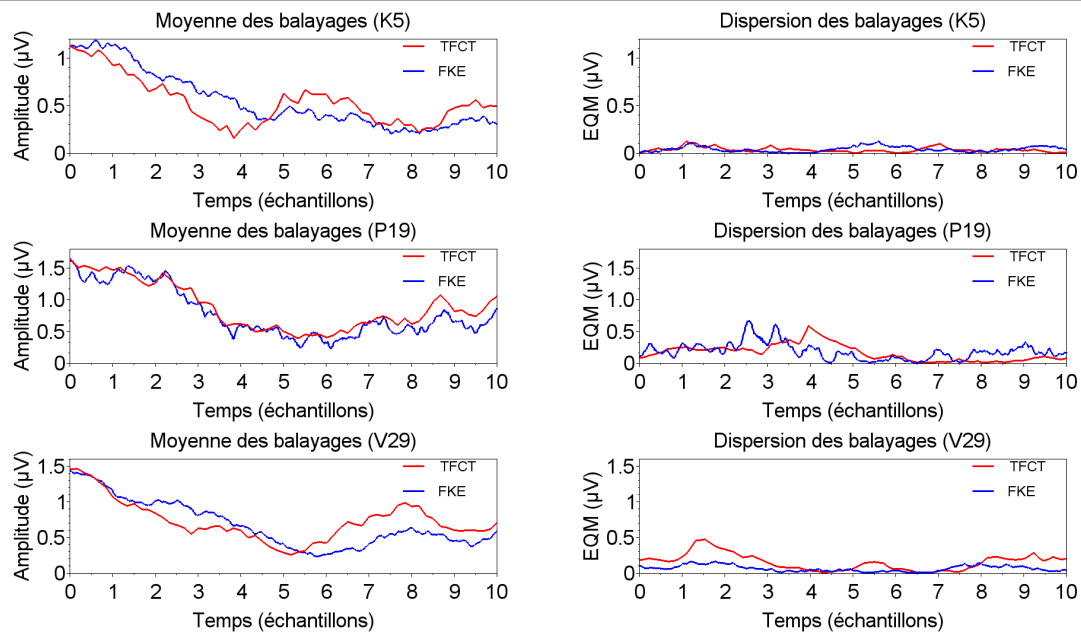 Moyenne des balayages (K5)
Amplitude (µV)
1
0.5
0
TFCT
FKE
0 1 2 3 4 5 6 7 8 9 10
Temps (échantillons)
Dispersion des balayages (K5)
EQM (µV)
1
0.5
0
TFCT
FKE
0 1 2 3 4 5 6 7 8 9 10
Temps (échantillons)
Moyenne des balayages (P19)
Amplitude (µV)
1.5
1.0
0.5
0
TFCT
FKE
0 1 2 3 4 5 6 7 8 9 10
Temps (échantillons)
Dispersion des balayages (P19)
EQM (µV)
1.5
1.0
0.5
0
TFCT
FKE
0 1 2 3 4 5 6 7 8 9 10
Temps (échantillons)
Moyenne des balayages (V29)
Amplitude (µV)
1.5
1
0.5
0
TFCT
FKE
0 1 2 3 4 5 6 7 8 9 10
Temps (échantillons)
Dispersion des balayages (V29)
EQM (µV)
1.5
1
0.5
0
TFCT
FKE
0 1 2 3 4 5 6 7 8 9 10
Temps (échantillons)